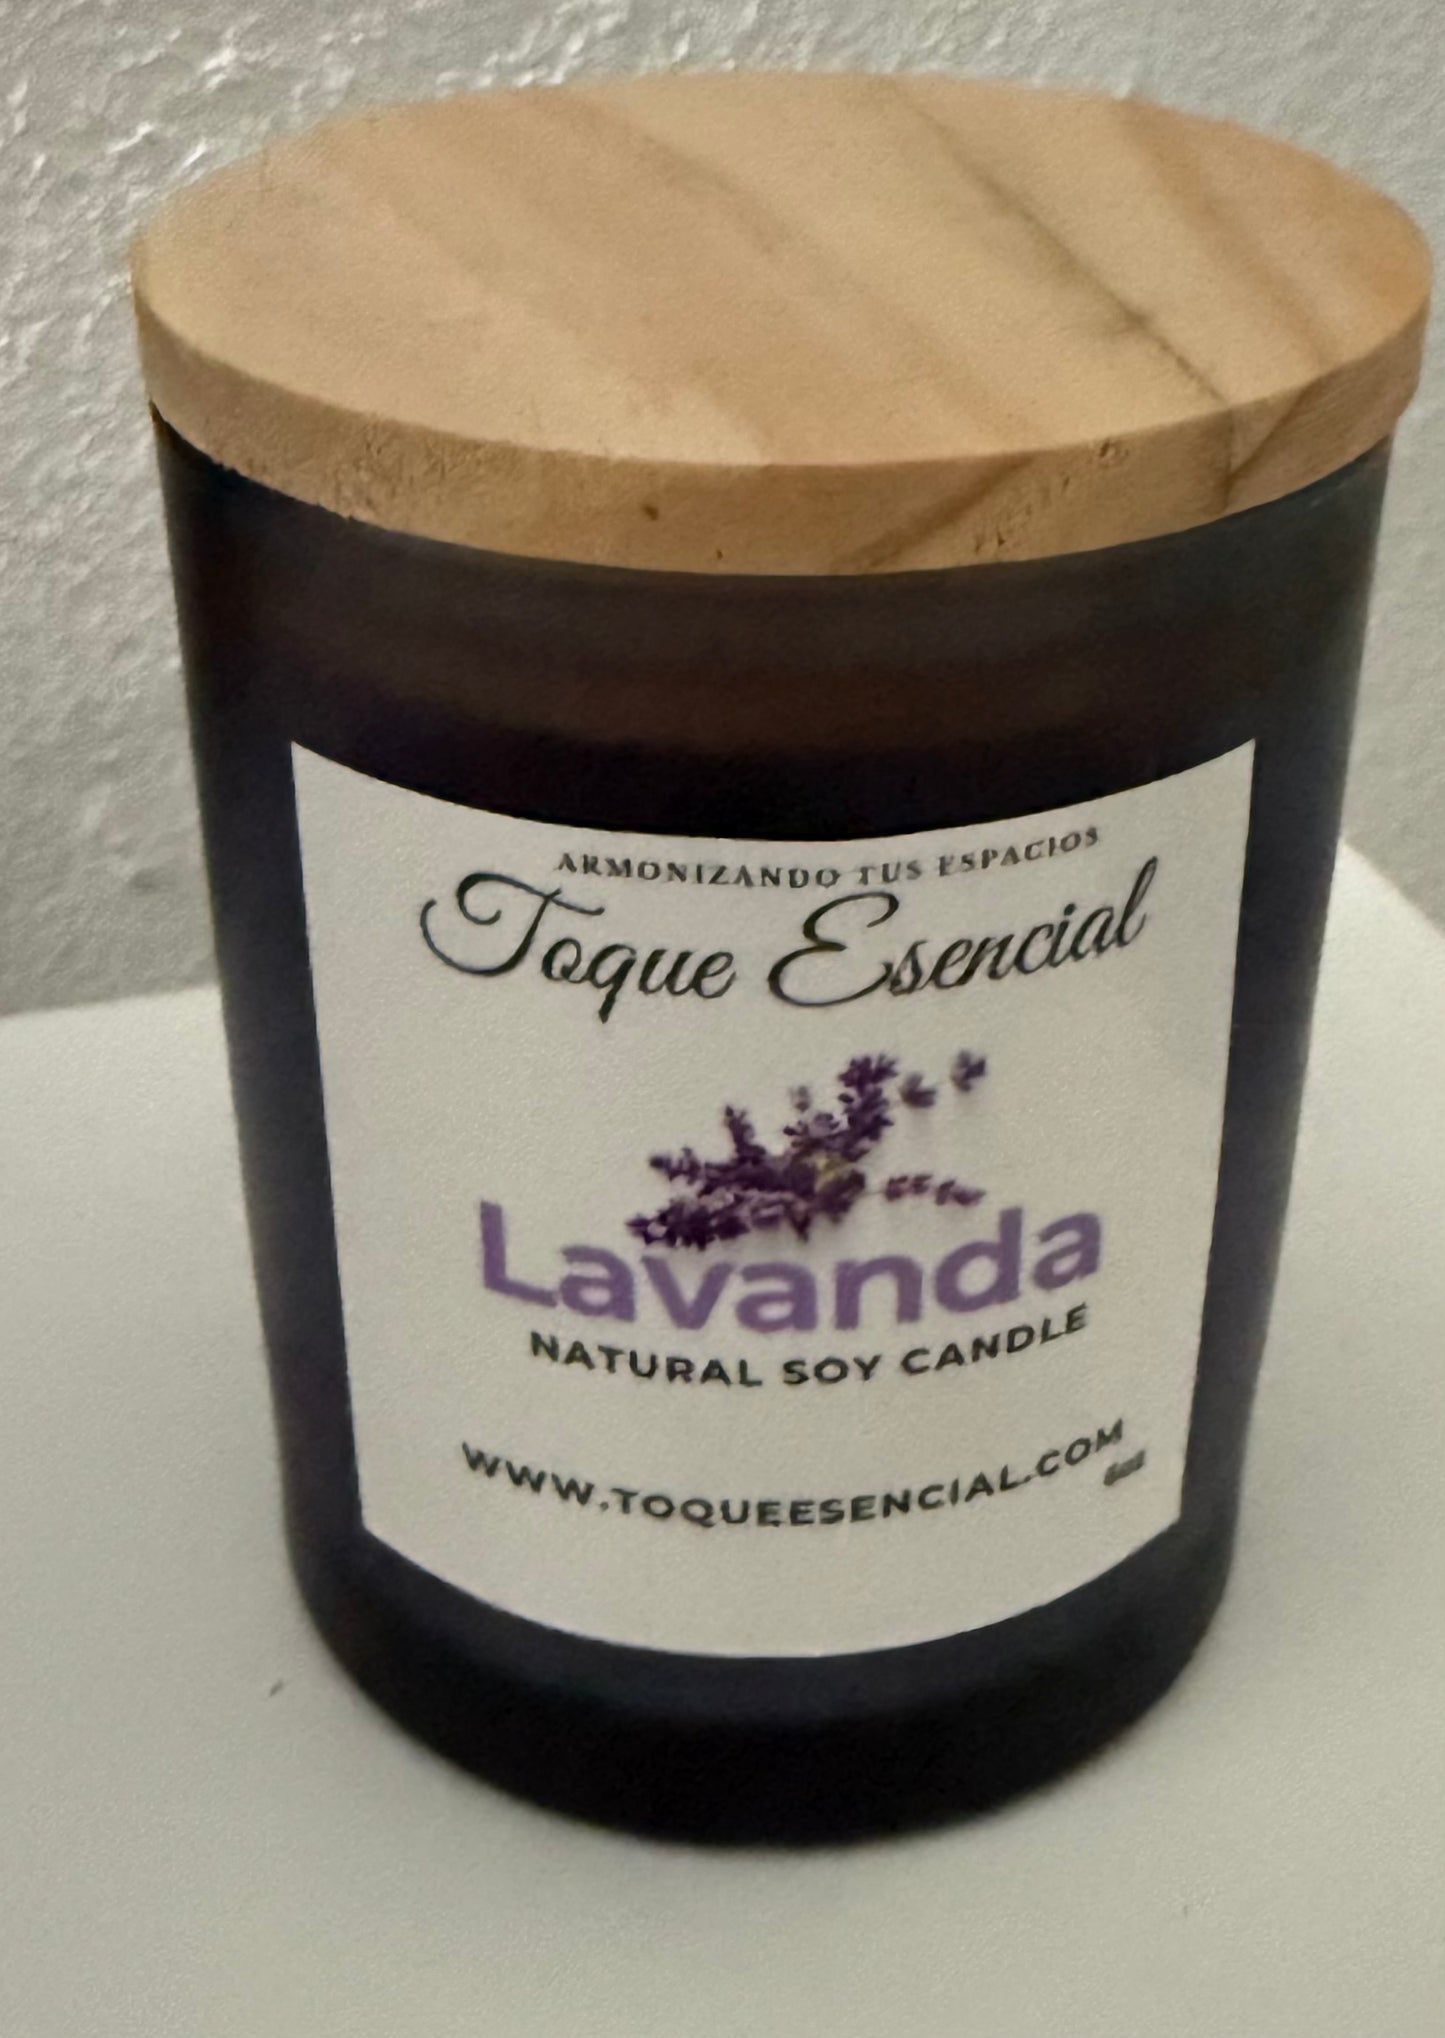 ARMONIZANDO TUS ESPACIOS
Toque Esencial
Lavanda
NATURAL SOY CANDLE
WWW.TOQUEESENCIAL.COM